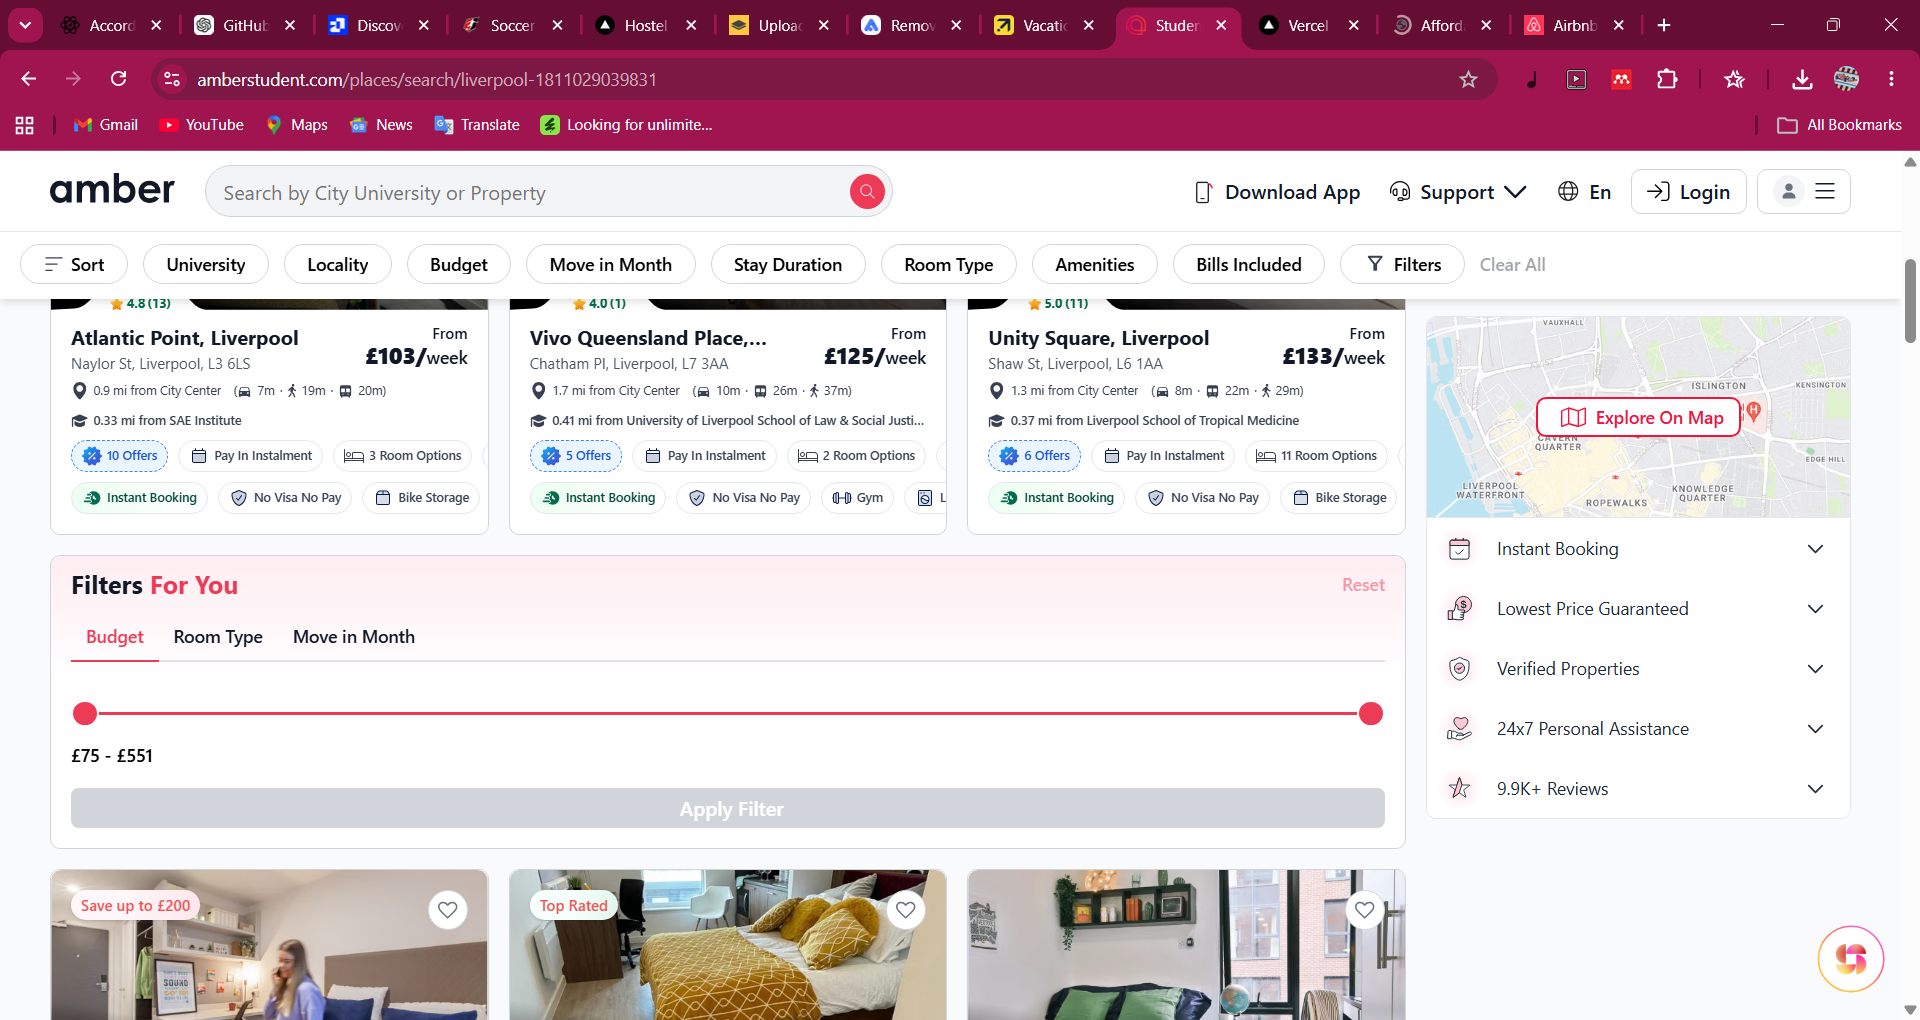 Accord
GitHub
Discov
Soccer
Hostel
Upload
Remov
Vacati
Studen
Vercel
Afford
Airbnb
amberstudent.com/places/search/liverpool-1811029039831
Gmail
YouTube
Maps
News
Translate
Looking for unlimite...
All Bookmarks
amber
Search by City University or Property
Download App
Support
En
Login
Sort
University
Locality
Budget
Move in Month
Stay Duration
Room Type
Amenities
Bills Included
Filters
Clear All
4.8 (13)
Atlantic Point, Liverpool
From
£103/week
Naylor St, Liverpool, L3 6LS
0.9 mi from City Center ( 7m · 19m · 20m)
0.33 mi from SAE Institute
10 Offers
Pay In Instalment
3 Room Options
Instant Booking
No Visa No Pay
Bike Storage
4.0 (1)
Vivo Queensland Place,...
From
£125/week
Chatham Pl, Liverpool, L7 3AA
1.7 mi from City Center ( 10m · 26m · 37m)
0.41 mi from University of Liverpool School of Law & Social Justi...
5 Offers
Pay In Instalment
2 Room Options
Instant Booking
No Visa No Pay
Gym
L
5.0 (11)
Unity Square, Liverpool
From
£133/week
Shaw St, Liverpool, L6 1AA
1.3 mi from City Center ( 8m · 22m · 29m)
0.37 mi from Liverpool School of Tropical Medicine
6 Offers
Pay In Instalment
11 Room Options
Instant Booking
No Visa No Pay
Bike Storage
VAUXHALL
ISLINGTON
KENSINGTON
Explore On Map
H
CAVERN
QUARTER
EDGE HILL
LIVERPOOL
WATERFRONT
KNOWLEDGE
QUARTER
ROPEWALKS
Instant Booking
Lowest Price Guaranteed
Verified Properties
24x7 Personal Assistance
9.9K+ Reviews
Filters For You
Reset
Budget
Room Type
Move in Month
£75 - £551
Apply Filter
Save up to £200
SOUND
Top Rated